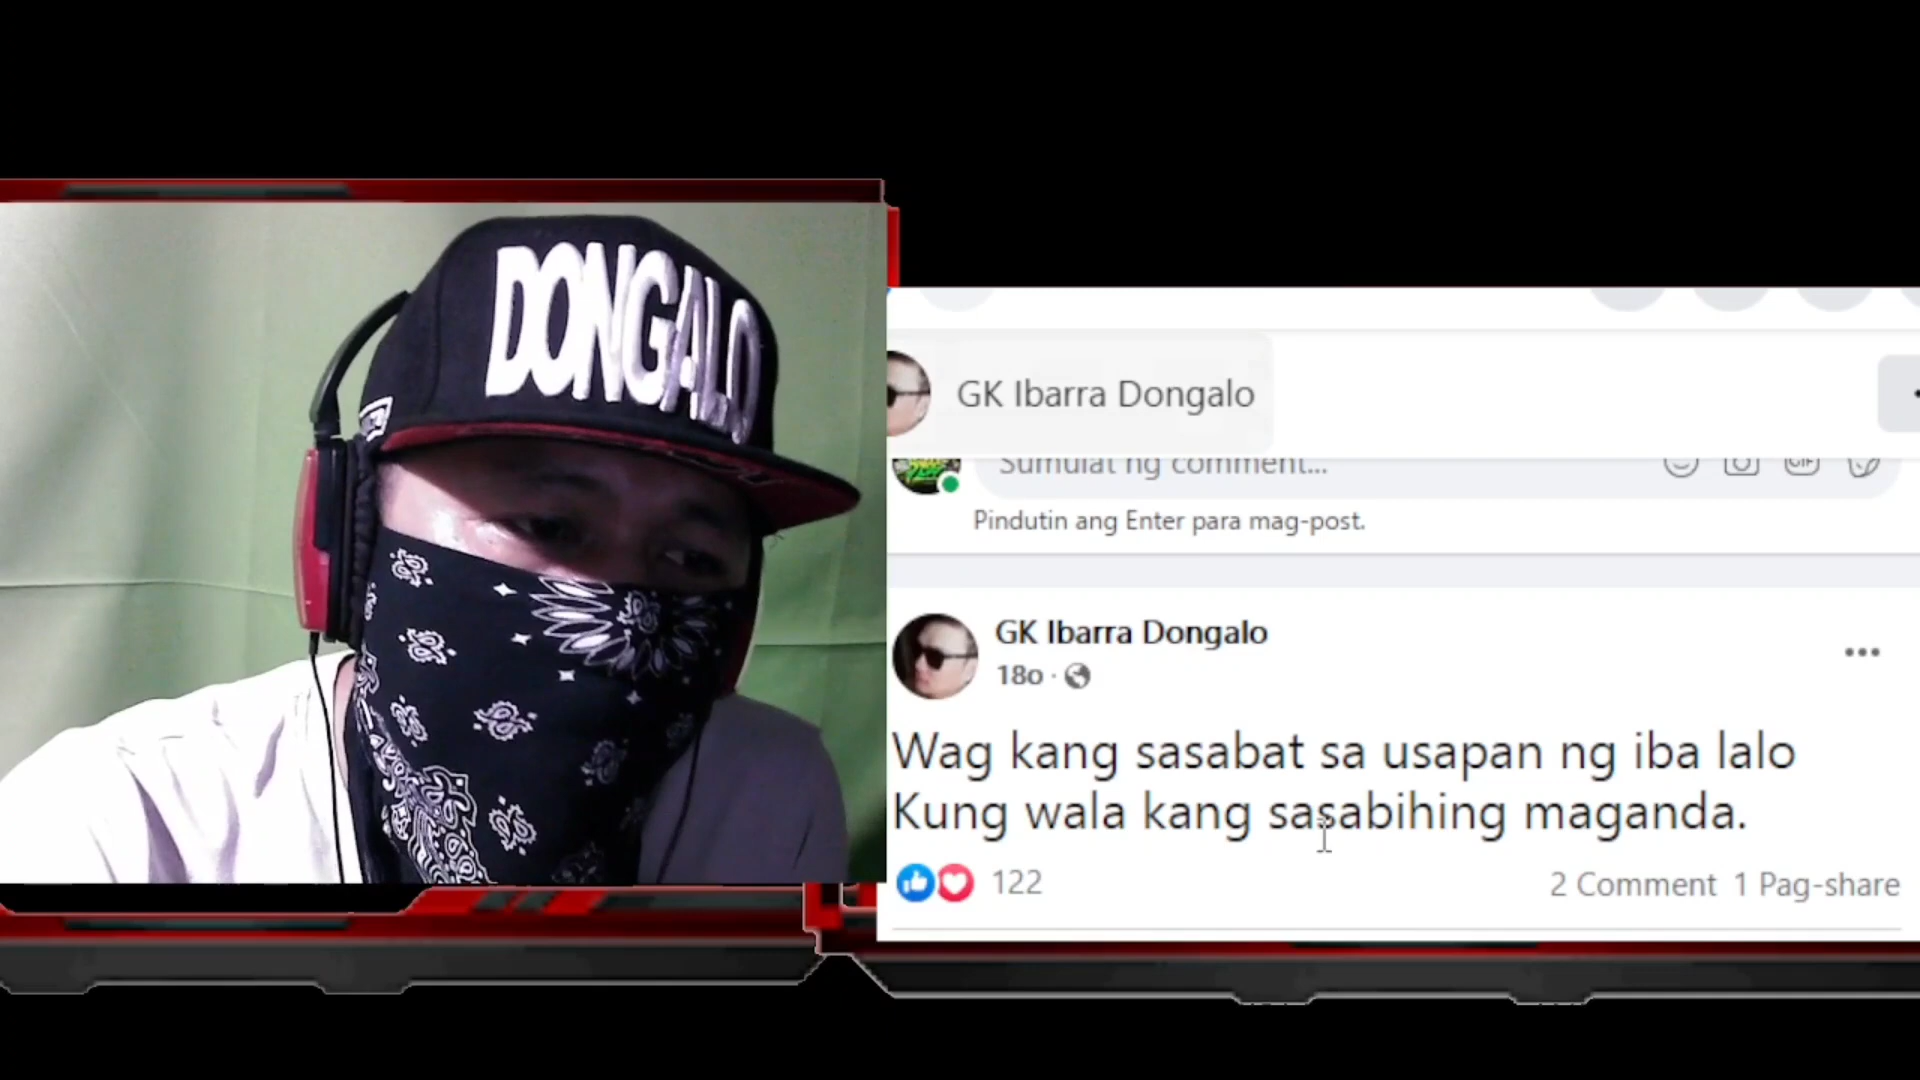 DONGALO
GK Ibarra Dongalo
Sumulat ng comment...
GIF
Pindutin ang Enter para mag-post.
GK Ibarra Dongalo
18o ·
Wag kang sasabat sa usapan ng iba lalo
Kung wala kang sasabihing maganda.
122
2 Comment 1 Pag-share